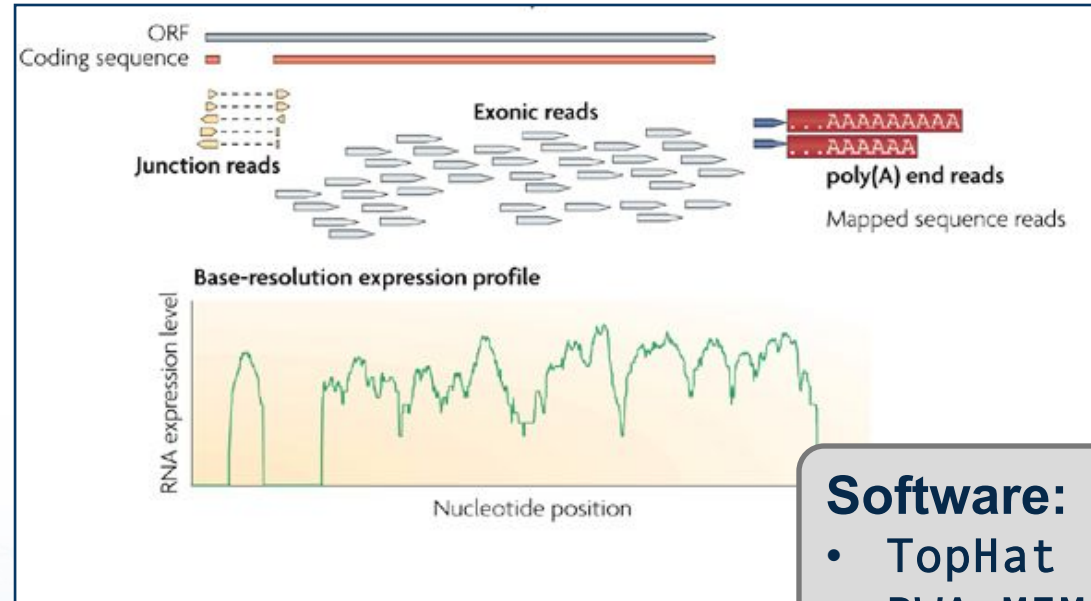 ORF
Coding sequence
Exonic reads
...AAAAAAAAA
...AAAAAA
Junction reads
poly(A) end reads
Mapped sequence reads
Base-resolution expression profile
RNA expression level
Nucleotide position
Software:
• TopHat